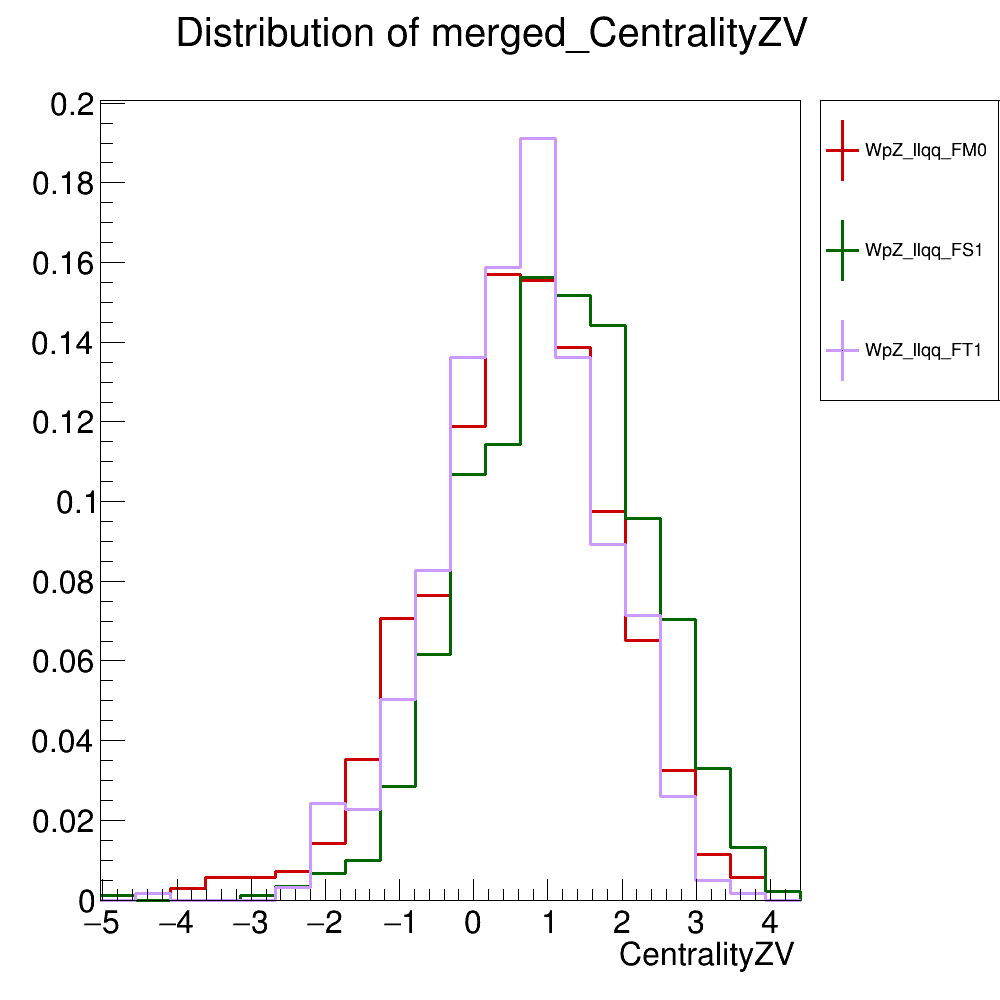 Distribution of merged_CentralityZV
0.2
0.18
0.16
0.14
0.12
0.1
0.08
0.06
0.04
0.02
0
−5 −4 −3 −2 −1 0 1 2 3 4
CentralityZV
WpZ_llqq_FM0
WpZ_llqq_FS1
WpZ_llqq_FT1